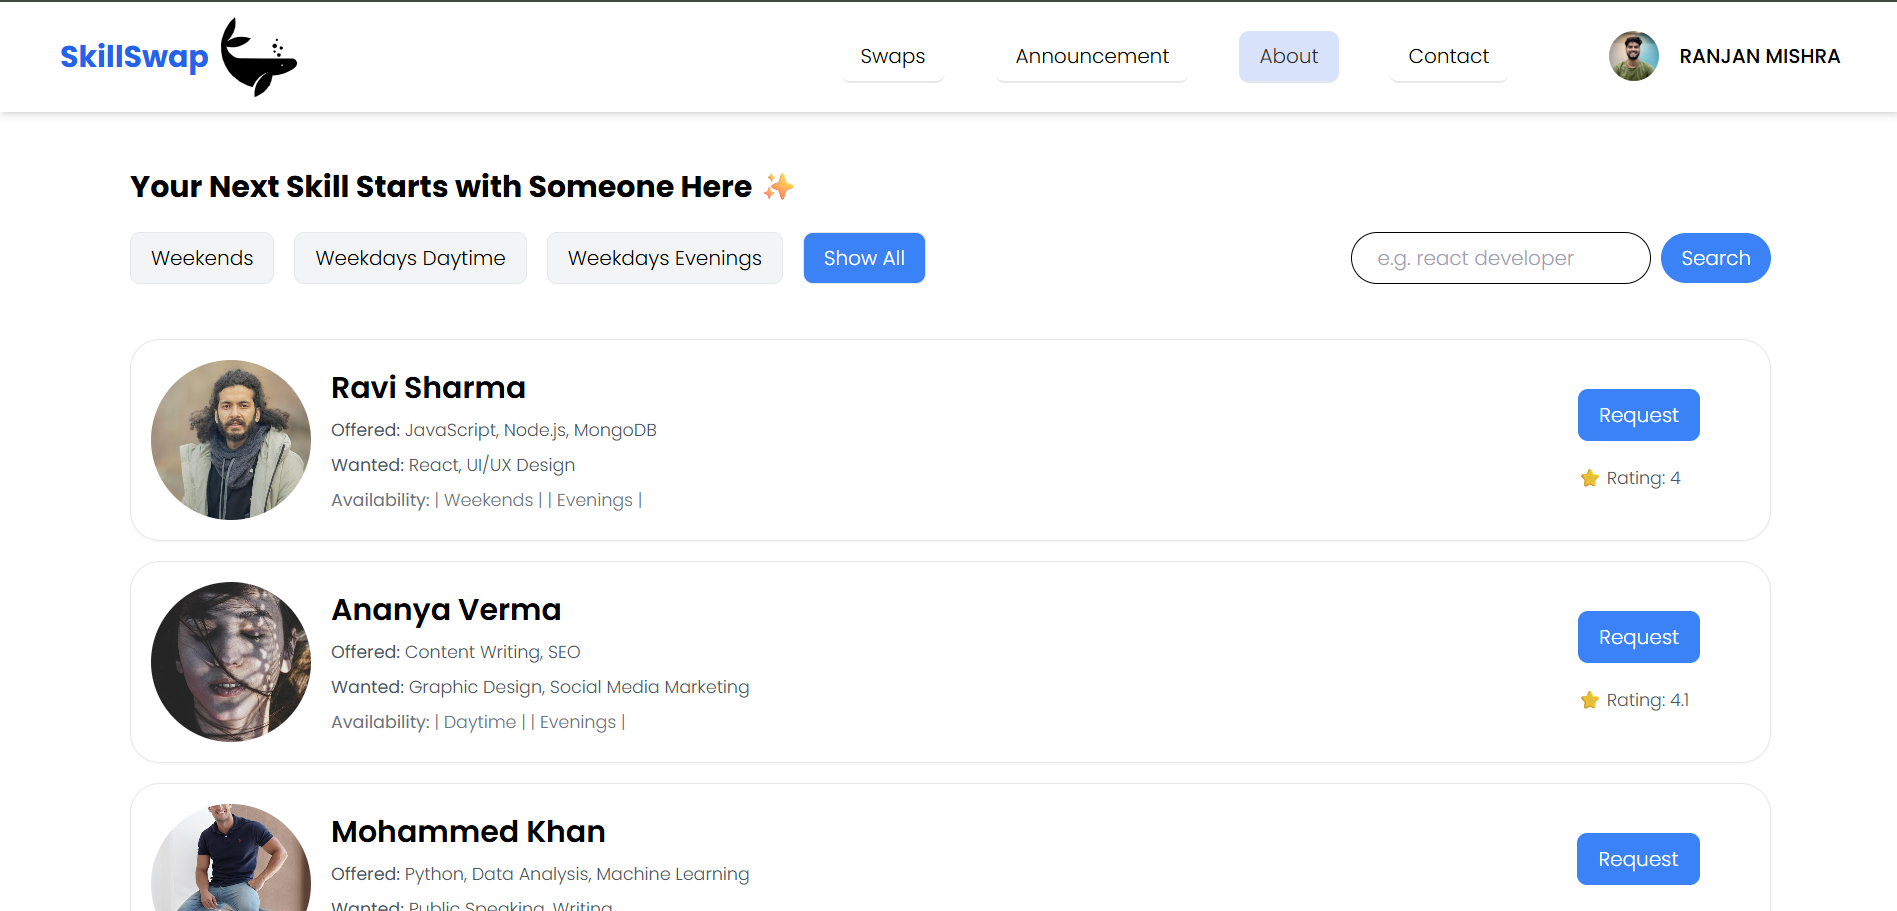 SkillSwap
Swaps
Announcement
About
Contact
RANJAN MISHRA
Your Next Skill Starts with Someone Here ✨
Weekends
Weekdays Daytime
Weekdays Evenings
Show All
e.g. react developer
Search
Ravi Sharma
Offered: JavaScript, Node.js, MongoDB
Wanted: React, UI/UX Design
Availability: | Weekends | | Evenings |
Request
⭐ Rating: 4
Ananya Verma
Offered: Content Writing, SEO
Wanted: Graphic Design, Social Media Marketing
Availability: | Daytime | | Evenings |
Request
⭐ Rating: 4.1
Mohammed Khan
Offered: Python, Data Analysis, Machine Learning
Wanted: Public Speaking, Writing
Request